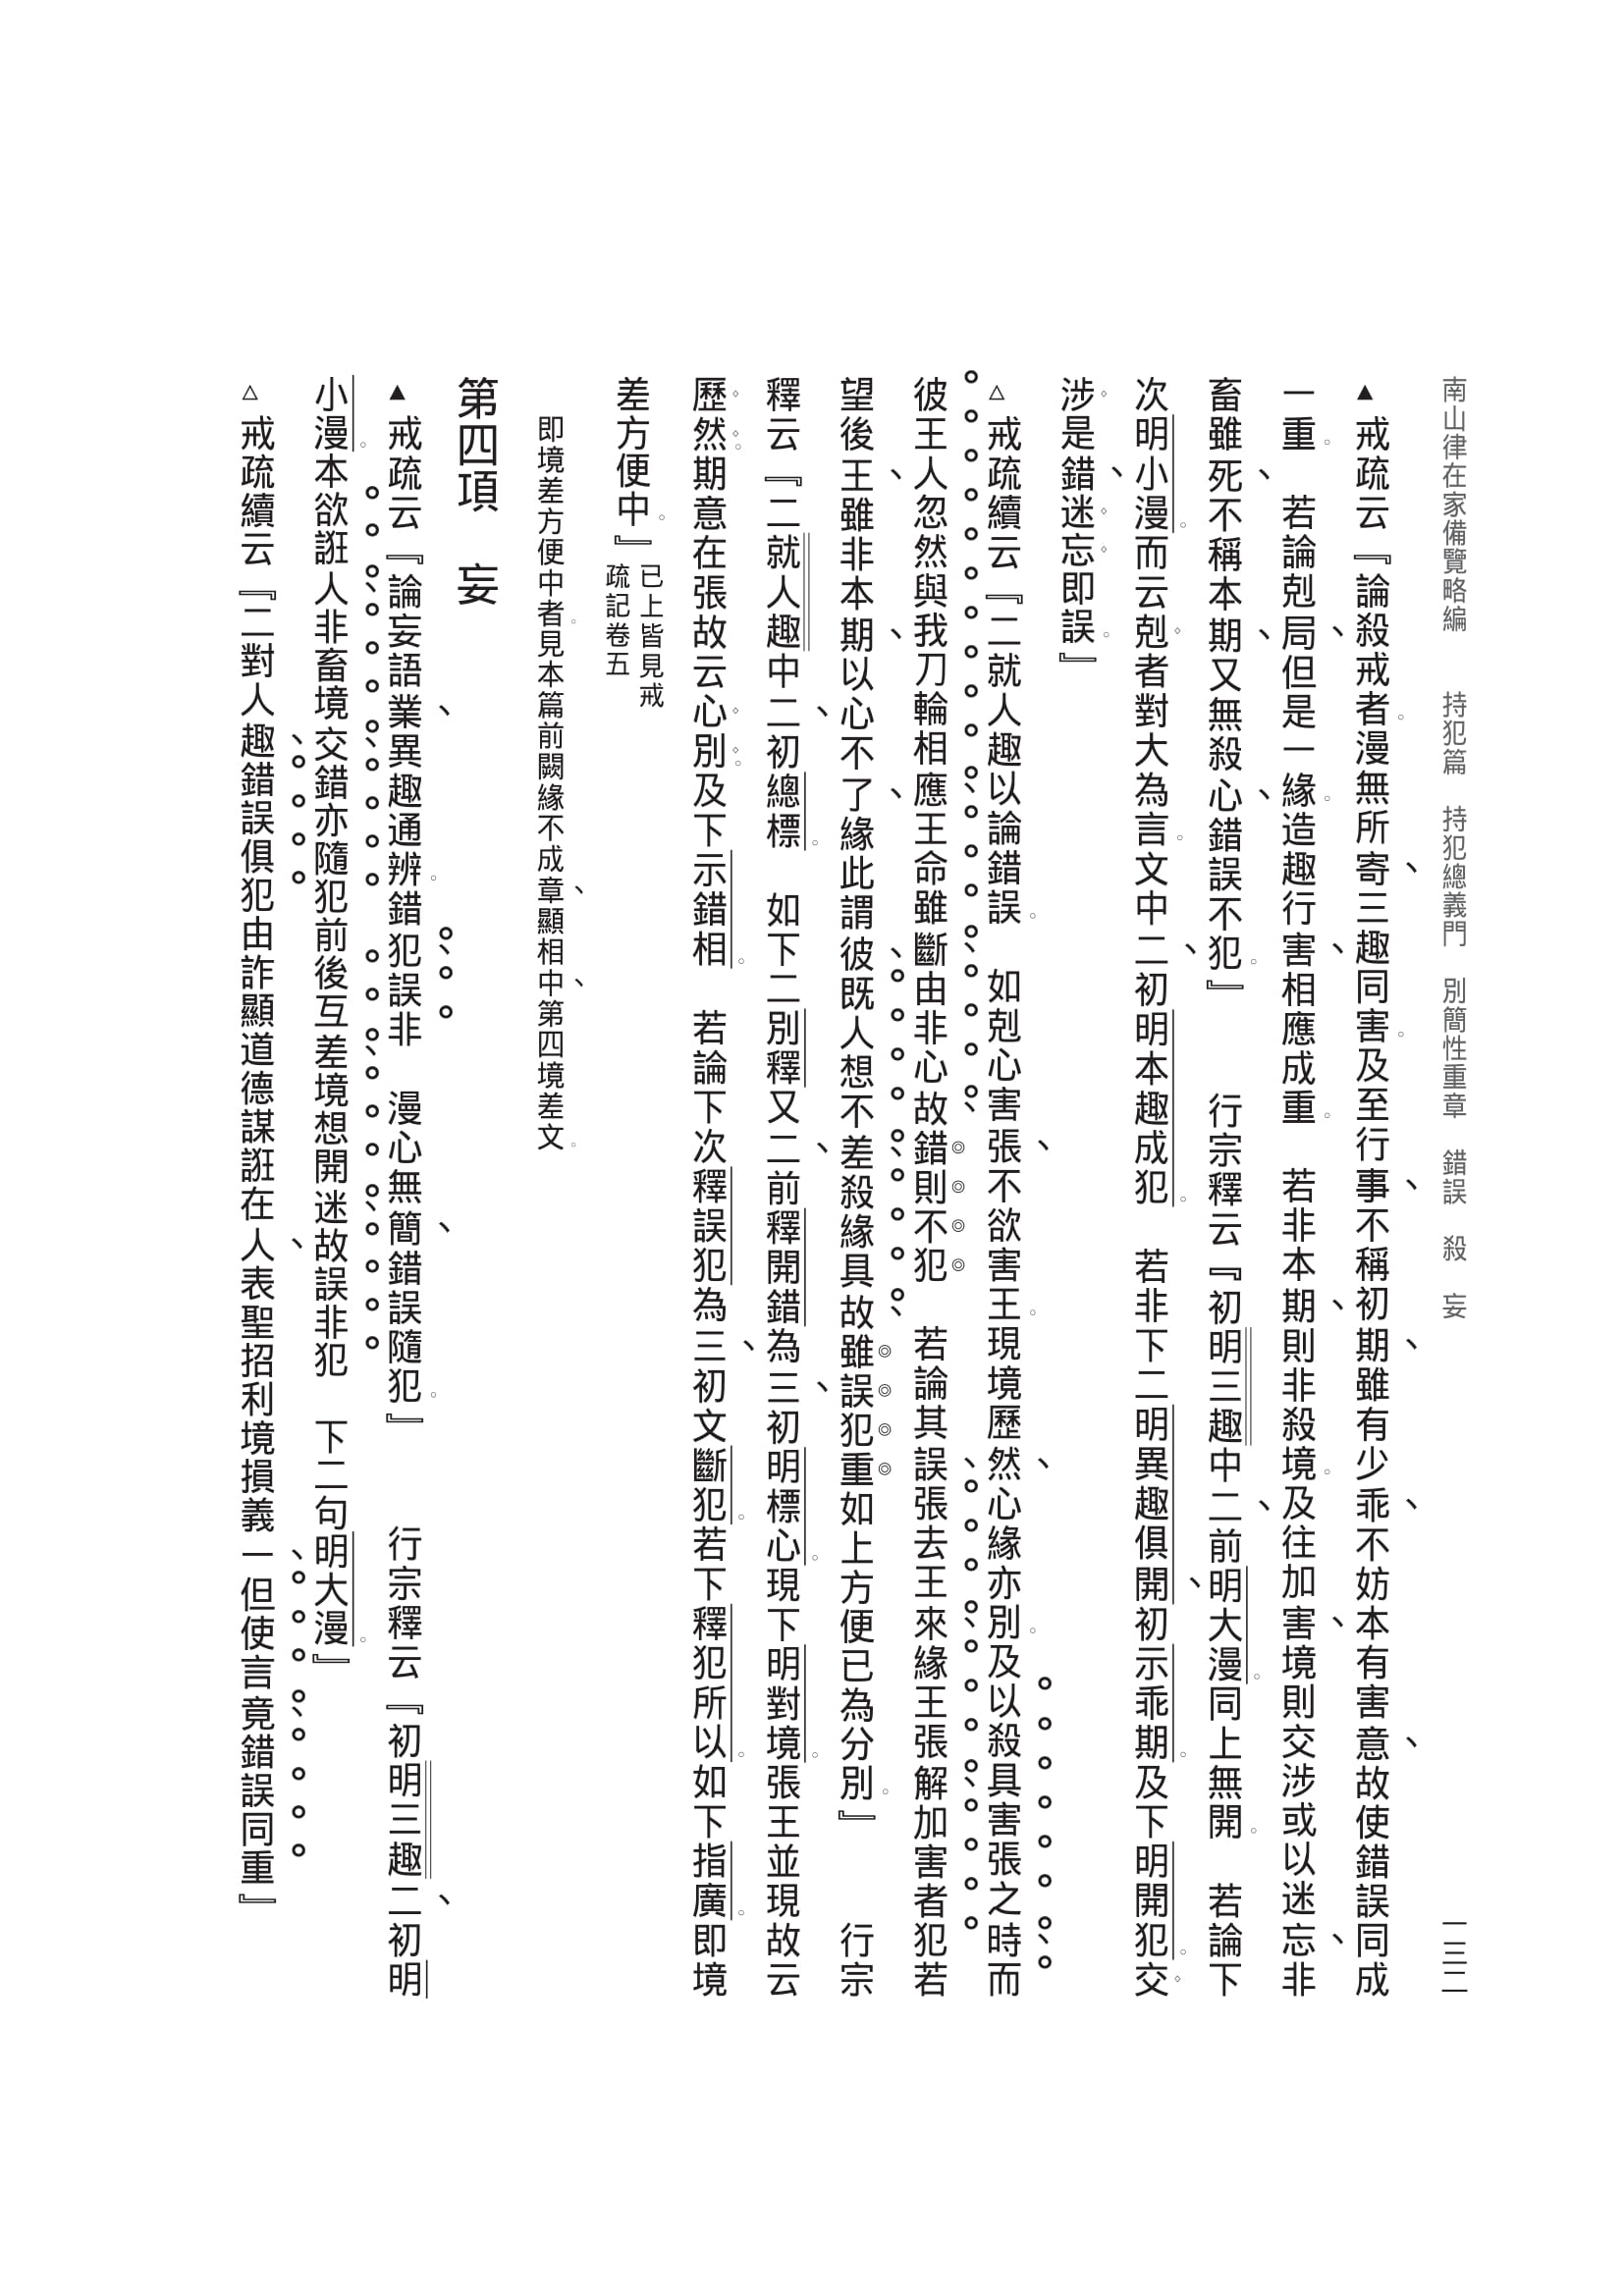 南山律在家備覽略編　持犯篇　持犯總義門　別簡性重章　錯誤　殺　妄　一三二
▲戒疏云『論殺戒者。漫無所寄、三趣同害。及至行事、不稱初期、雖有少乖、不妨本有害意、故使錯誤同成
一重。　若論剋局、但是一緣。造趣行害、相應成重。　若非本期、則非殺境。及往加害、境則交涉或以迷忘、非
畜雖死、不稱本期、又無殺心、錯誤不犯。』　　行宗釋云『初明三趣中二、前明大漫。同上無開。　若論下
次明小漫。而云剋者對大為言。文中二、初明本趣成犯。　若非下二明異趣俱開、初示乖期。及下明開犯。交
涉是錯、迷忘即誤。』
△戒疏續云『二就人趣以論錯誤。　如剋心害張、不欲害王。現境歷然、心緣亦別。及以殺具害張之時、而
彼王人忽然與我刀輪相應、王命雖斷、由非心故、錯則不犯　若論其誤、張去王來、緣王張解、加害者犯。若
望後王、雖非本期、以心不了、緣此謂彼、既人想不差、殺緣具故、雖誤犯重如上方便已為分別。』　　行宗
釋云『二就人趣中二、初總標。　如下二別釋又二、前釋開錯為三、初明標心。現下明對境。張王並現故云
歷然。期意在張故云心別。及下示錯相。　若論下次釋誤犯為三、初文斷犯。若下釋犯所以。如下指廣。即境
差方便中。』已上皆見戒疏記卷五
即境差方便中者。見本篇前闕緣不成章、顯相中、第四境差文。
第四項　妄
▲戒疏云『論妄語業、異趣通辨。錯犯、誤非　漫心無簡、錯誤隨犯。』　　行宗釋云『初明三趣二、初明
小漫。本欲誑人、非畜境交、錯亦隨犯、前後互差、境想開迷、故誤非犯　下二句明大漫。』
△戒疏續云『二對人趣、錯誤俱犯由詐顯道德謀誑在人、表聖招利境損義一、但使言竟、錯誤同重』